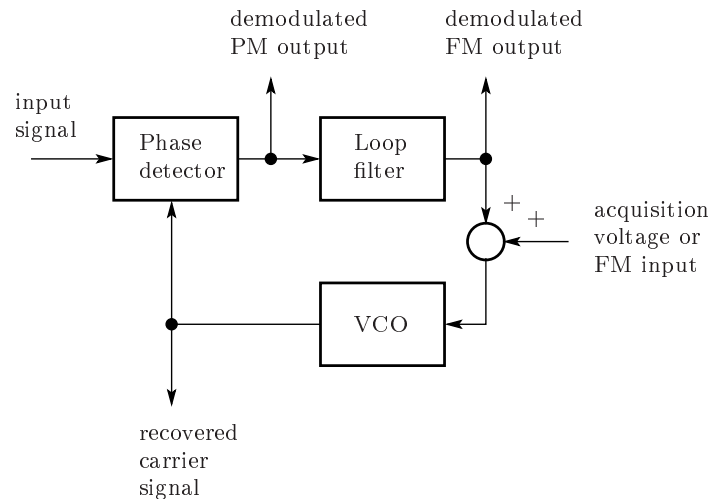 demodulated
PM output
demodulated
FM output
input
signal
Phase
detector
Loop
filter
+
+
acquisition
voltage or
FM input
VCO
recovered
carrier
signal